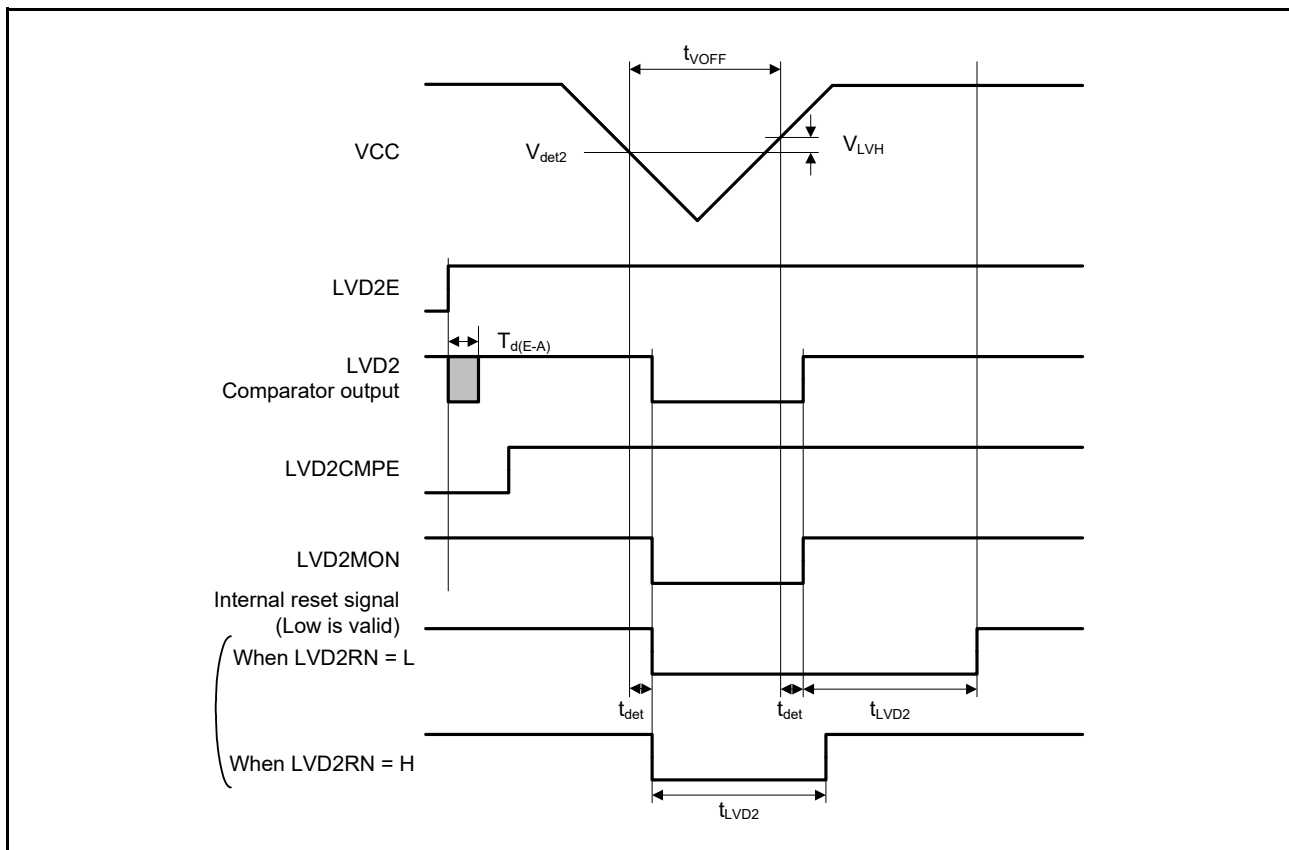 tVOFF
VCC
Vdet2
VLVH
LVD2E
Td(E-A)
LVD2
Comparator output
LVD2CMPE
LVD2MON
Internal reset signal
(Low is valid)
When LVD2RN = L
tdet
tdet
tLVD2
When LVD2RN = H
tLVD2